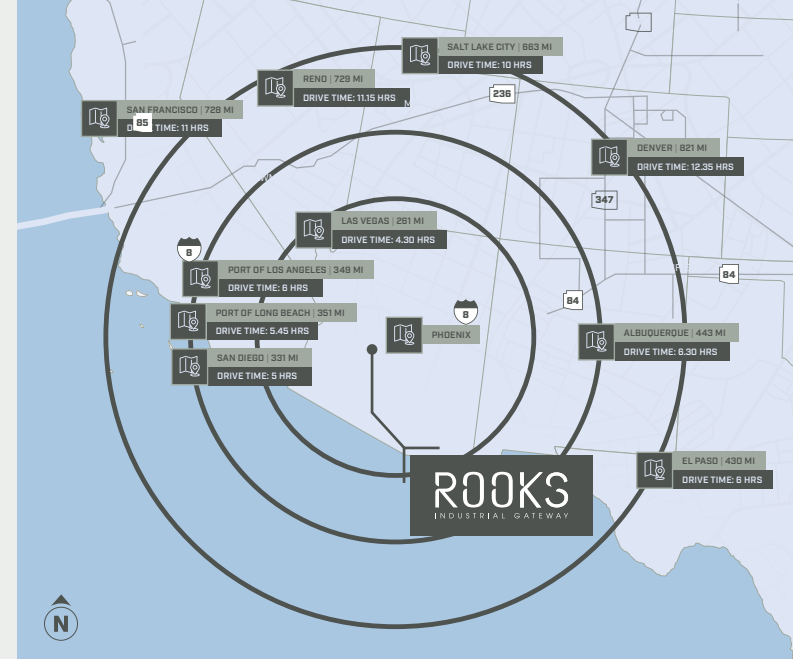 SALT LAKE CITY | 663 MI
DRIVE TIME: 10 HRS
RENO | 729 MI
DRIVE TIME: 11.15 HRS
236
SAN FRANCISCO | 728 MI
85
TIME: 11 HRS
DENVER | 821 MI
DRIVE TIME: 12.35 HRS
347
LAS VEGAS | 261 MI
DRIVE TIME: 4.30 HRS
8
PORT OF LOS ANGELES | 349 MI
DRIVE TIME: 6 HRS
84
84
PORT OF LONG BEACH | 351 MI
DRIVE TIME: 5.45 HRS
8
PHOENIX
ALBUQUERQUE | 443 MI
DRIVE TIME: 6.30 HRS
SAN DIEGO | 331 MI
DRIVE TIME: 5 HRS
EL PASO | 430 MI
DRIVE TIME: 6 HRS
ROOKS
INDUSTRIAL GATEWAY
N